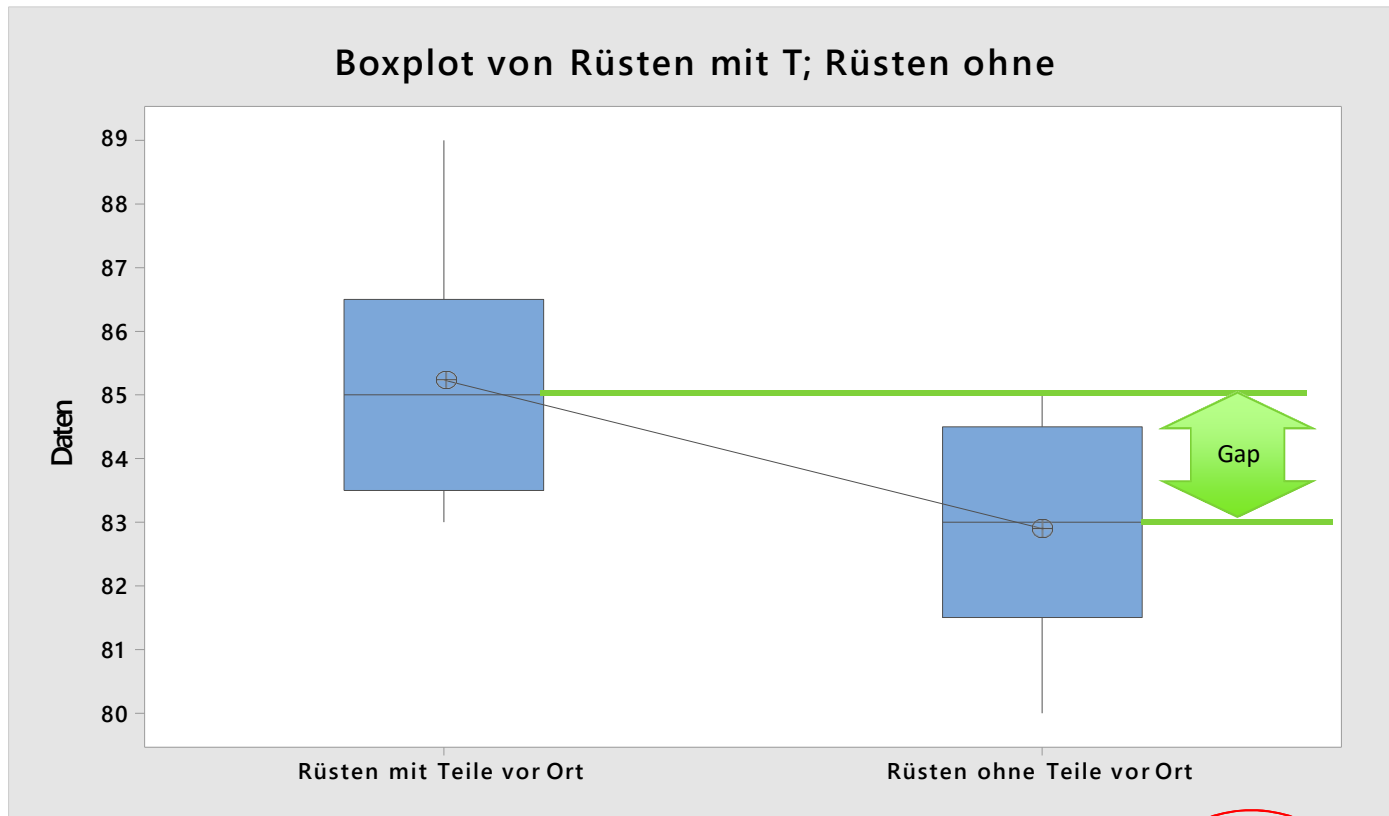 Boxplot von Rüsten mit T; Rüsten ohne
89
88
87
86
85
84
83
82
81
80
Daten
Gap
Rüsten mit Teile vor Ort
Rüsten ohne Teile vor Ort